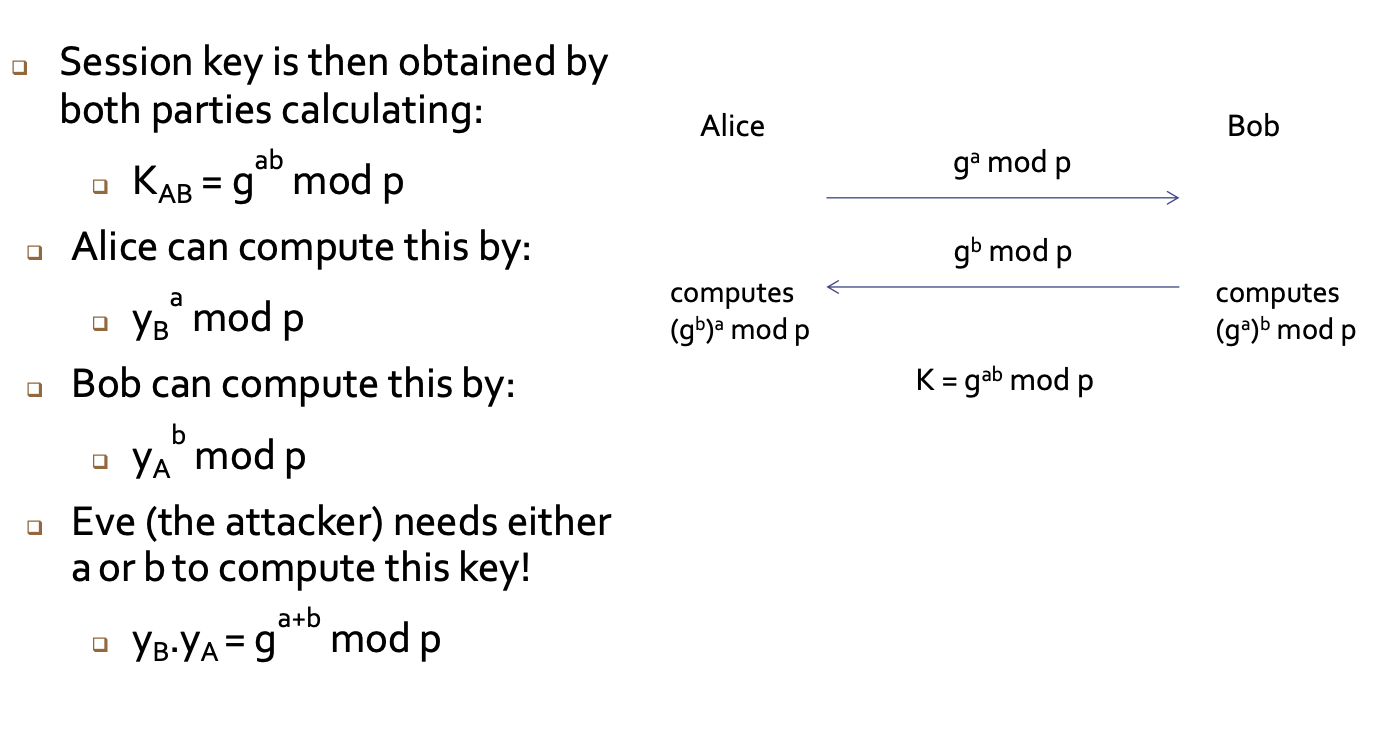 Session key is then obtained by
both parties calculating:
K_AB = g^ab mod p
Alice can compute this by:
y_B^a mod p
Bob can compute this by:
y_A^b mod p
Eve (the attacker) needs either
a or b to compute this key!
y_B.y_A = g^a+b mod p
Alice
Bob
g^a mod p
g^b mod p
computes
(g^b)^a mod p
computes
(g^a)^b mod p
K = g^ab mod p